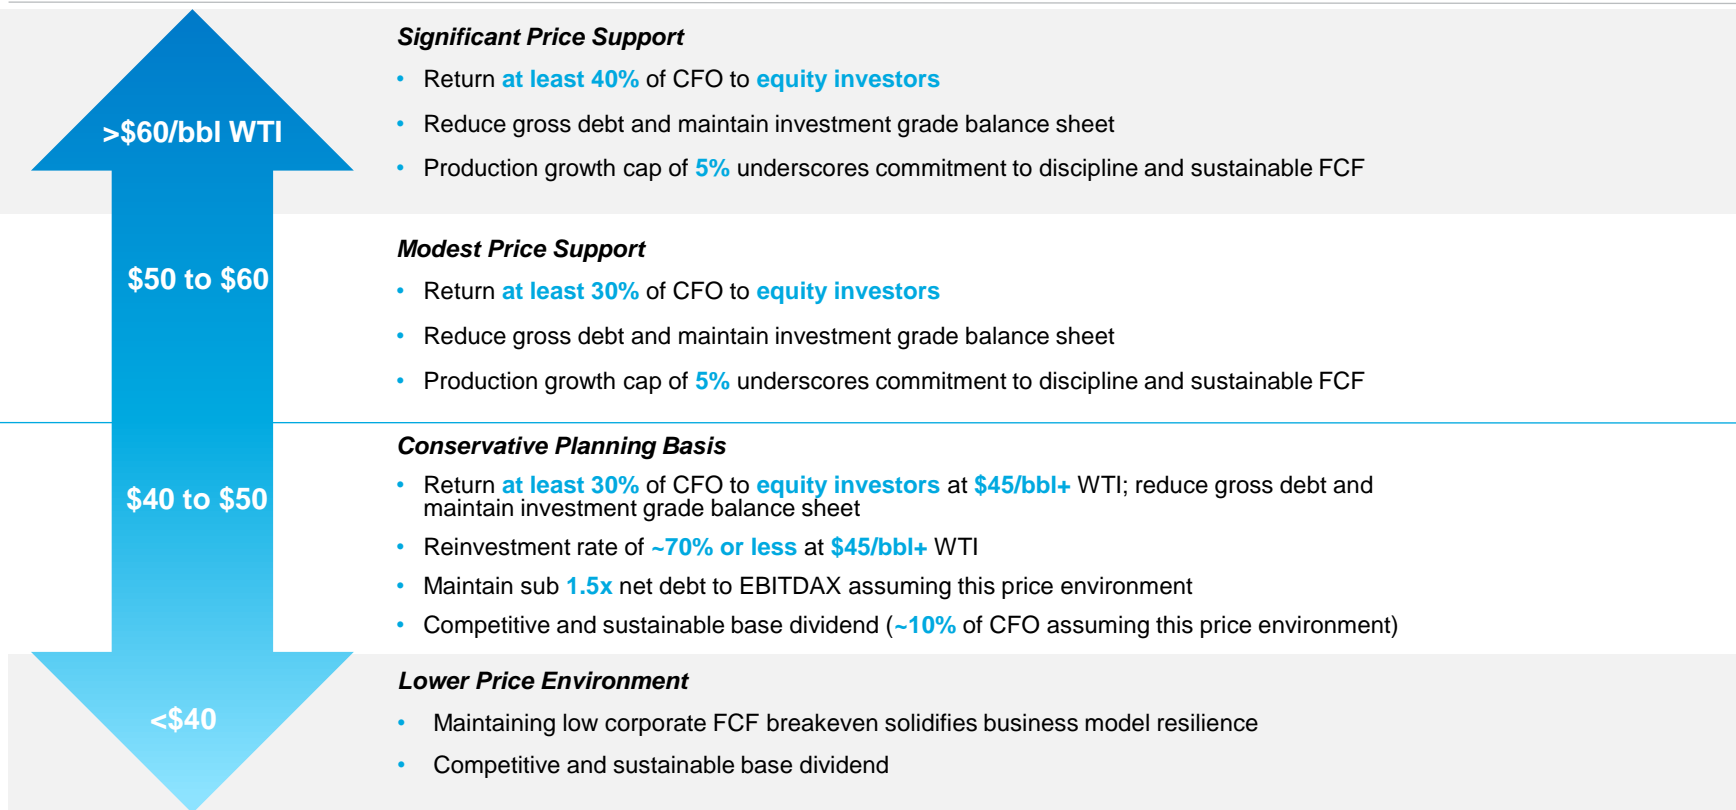 >$60/bbl WTI
Significant Price Support
• Return at least 40% of CFO to equity investors
• Reduce gross debt and maintain investment grade balance sheet
• Production growth cap of 5% underscores commitment to discipline and sustainable FCF
$50 to $60
Modest Price Support
• Return at least 30% of CFO to equity investors
• Reduce gross debt and maintain investment grade balance sheet
• Production growth cap of 5% underscores commitment to discipline and sustainable FCF
$40 to $50
Conservative Planning Basis
• Return at least 30% of CFO to equity investors at $45/bbl+ WTI; reduce gross debt and
maintain investment grade balance sheet
• Reinvestment rate of ~70% or less at $45/bbl+ WTI
• Maintain sub 1.5x net debt to EBITDAX assuming this price environment
• Competitive and sustainable base dividend (~10% of CFO assuming this price environment)
<$40
Lower Price Environment
• Maintaining low corporate FCF breakeven solidifies business model resilience
• Competitive and sustainable base dividend